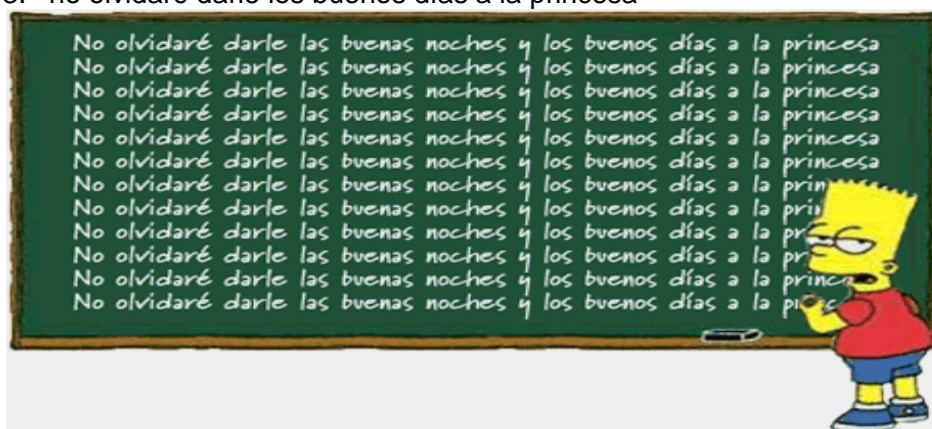 no olvidaré darle los buenos días a la princesa
No olvidaré darle las buenas noches y los buenos días a la princesa
No olvidaré darle las buenas noches y los buenos días a la princesa
No olvidaré darle las buenas noches y los buenos días a la princesa
No olvidaré darle las buenas noches y los buenos días a la princesa
No olvidaré darle las buenas noches y los buenos días a la princesa
No olvidaré darle las buenas noches y los buenos días a la princesa
No olvidaré darle las buenas noches y los buenos días a la prin
No olvidaré darle las buenas noches y los buenos días a la pri
No olvidaré darle las buenas noches y los buenos días a la pr
No olvidaré darle las buenas noches y los buenos días a la pr
No olvidaré darle las buenas noches y los buenos días a la princ
No olvidaré darle las buenas noches y los buenos días a la princ